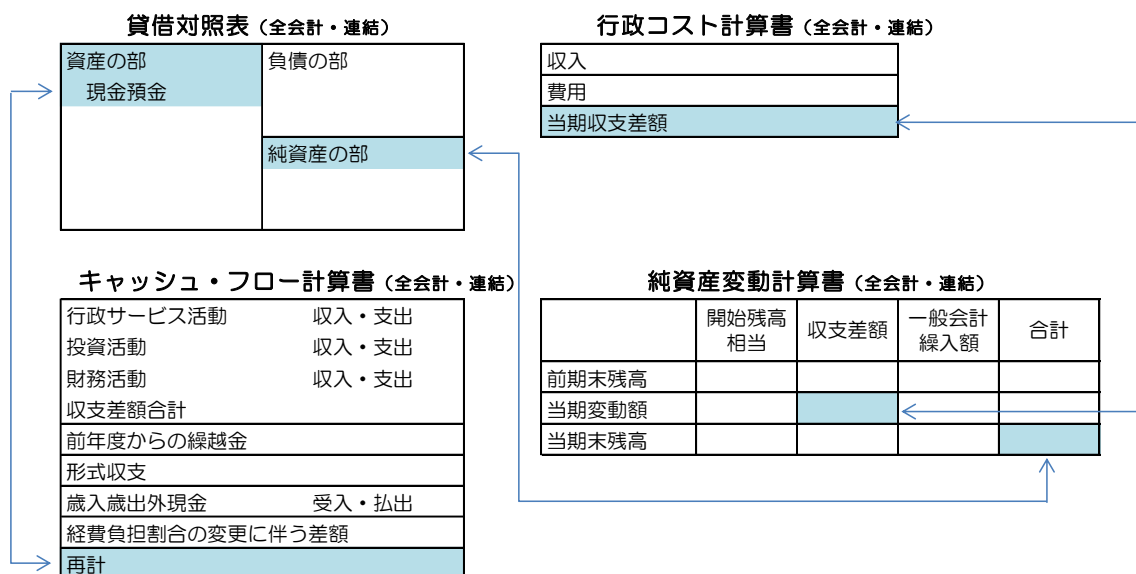 貸借対照表（全会計・連結）
資産の部
現金預金
負債の部
純資産の部
行政コスト計算書（全会計・連結）
収入
費用
当期収支差額
キャッシュ・フロー計算書（全会計・連結）
行政サービス活動 収入・支出
投資活動 収入・支出
財務活動 収入・支出
収支差額合計
前年度からの繰越金
形式収支
歳入歳出外現金 受入・払出
経費負担割合の変更に伴う差額
再計
純資産変動計算書（全会計・連結）
開始残高
相当
収支差額
一般会計
繰入額
合計
前期末残高
当期変動額
当期末残高